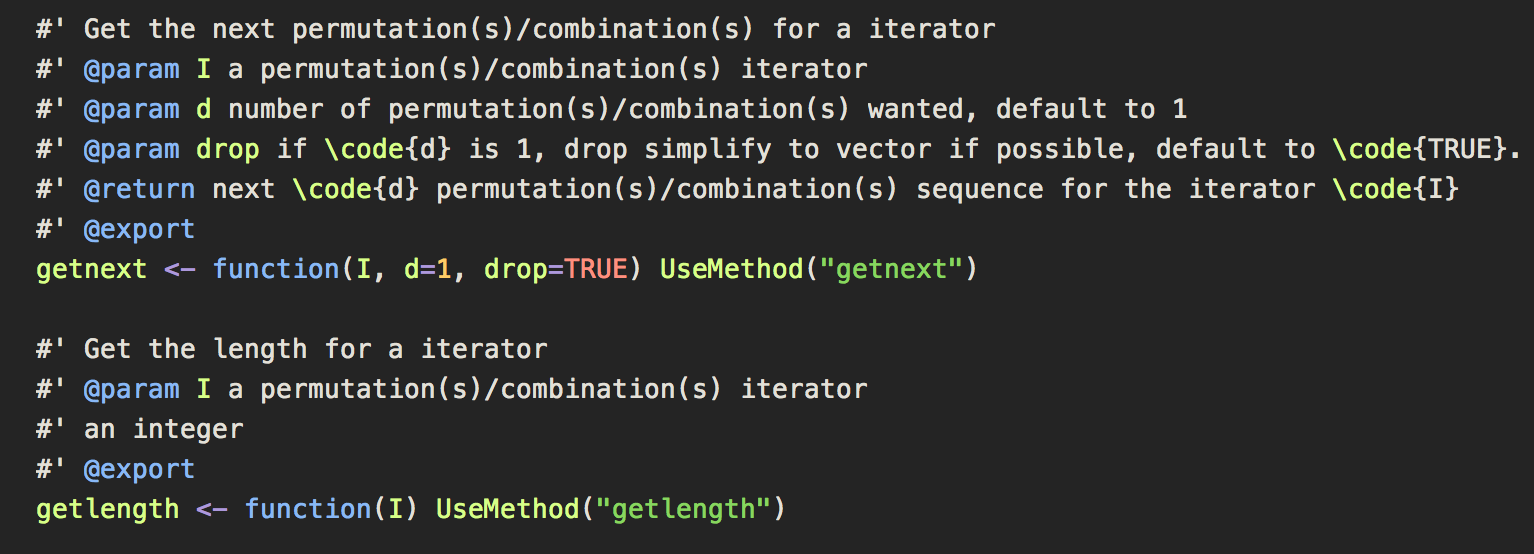 #' Get the next permutation(s)/combination(s) for a iterator
#' @param I a permutation(s)/combination(s) iterator
#' @param d number of permutation(s)/combination(s) wanted, default to 1
#' @param drop if \code{d} is 1, drop simplify to vector if possible, default to \code{TRUE}.
#' @return next \code{d} permutation(s)/combination(s) sequence for the iterator \code{I}
#' @export
getnext <- function(I, d=1, drop=TRUE) UseMethod("getnext")
#' Get the length for a iterator
#' @param I a permutation(s)/combination(s) iterator
#' an integer
#' @export
getlength <- function(I) UseMethod("getlength")